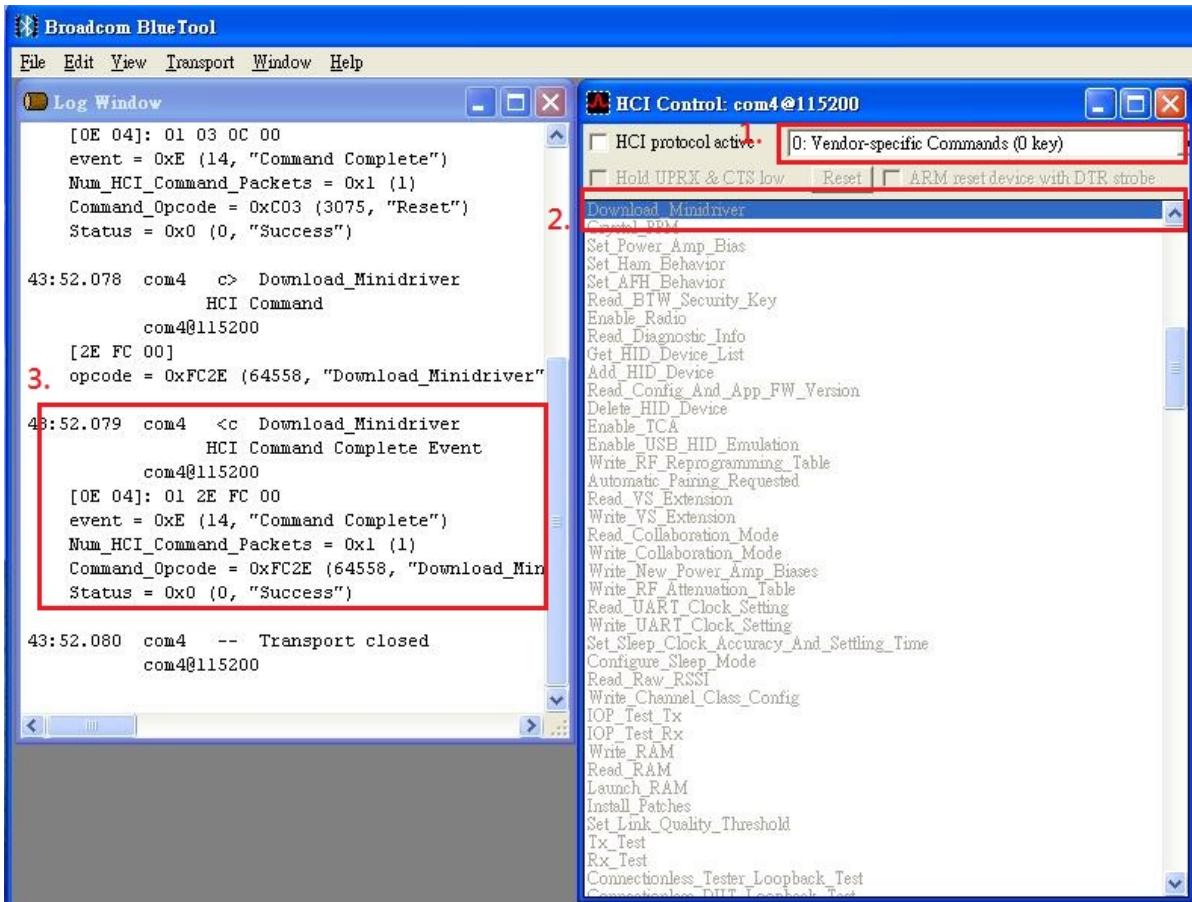 Broadcom BlueTool
File Edit View Transport Window Help
Log Window
[0E 04]: 01 03 0C 00
event = 0xE (14, "Command Complete")
Num_HCI_Command_Packets = 0x1 (1)
Command_Opcode = 0xC03 (3075, "Reset")
Status = 0x0 (0, "Success")
43:52.078 com4 c> Download_Minidriver
HCI Command
com4@115200
[2E FC 00]
3. opcode = 0xFC2E (64558, "Download_Minidriver"
43:52.079 com4 <c Download_Minidriver
HCI Command Complete Event
com4@115200
[0E 04]: 01 2E FC 00
event = 0xE (14, "Command Complete")
Num_HCI_Command_Packets = 0x1 (1)
Command_Opcode = 0xFC2E (64558, "Download_Min
Status = 0x0 (0, "Success")
43:52.080 com4 -- Transport closed
com4@115200
HCI Control: com4@115200
HCI protocol active 1. 0: Vendor-specific Commands (0 key)
Hold UPRX & CTS low Reset ARM reset device with DTR strobe
2. Download_Minidriver
Crystal_PPM
Set_Power_Amp_Bias
Set_Ham_Behavior
Set_AFH_Behavior
Read_BTW_Security_Key
Enable_Radio
Read_Diagnostic_Info
Get_HID_Device_List
Add_HID_Device
Read_Config_And_App_FW_Version
Delete_HID_Device
Enable_TCA
Enable_USB_HID_Emulation
Write_RF_Reprogramming_Table
Automatic_Pairing_Requested
Read_VS_Extension
Write_VS_Extension
Read_Collaboration_Mode
Write_Collaboration_Mode
Write_New_Power_Amp_Biases
Write_RF_Attenuation_Table
Read_UART_Clock_Setting
Write_UART_Clock_Setting
Set_Sleep_Clock_Accuracy_And_Settling_Time
Configure_Sleep_Mode
Read_Raw_RSSI
Write_Channel_Class_Config
IOP_Test_Tx
IOP_Test_Rx
Write_RAM
Read_RAM
Launch_RAM
Install_Patches
Set_Link_Quality_Threshold
Tx_Test
Rx_Test
Connectionless_Tester_Loopback_Test
Connectionless_DUT_Loopback_Test